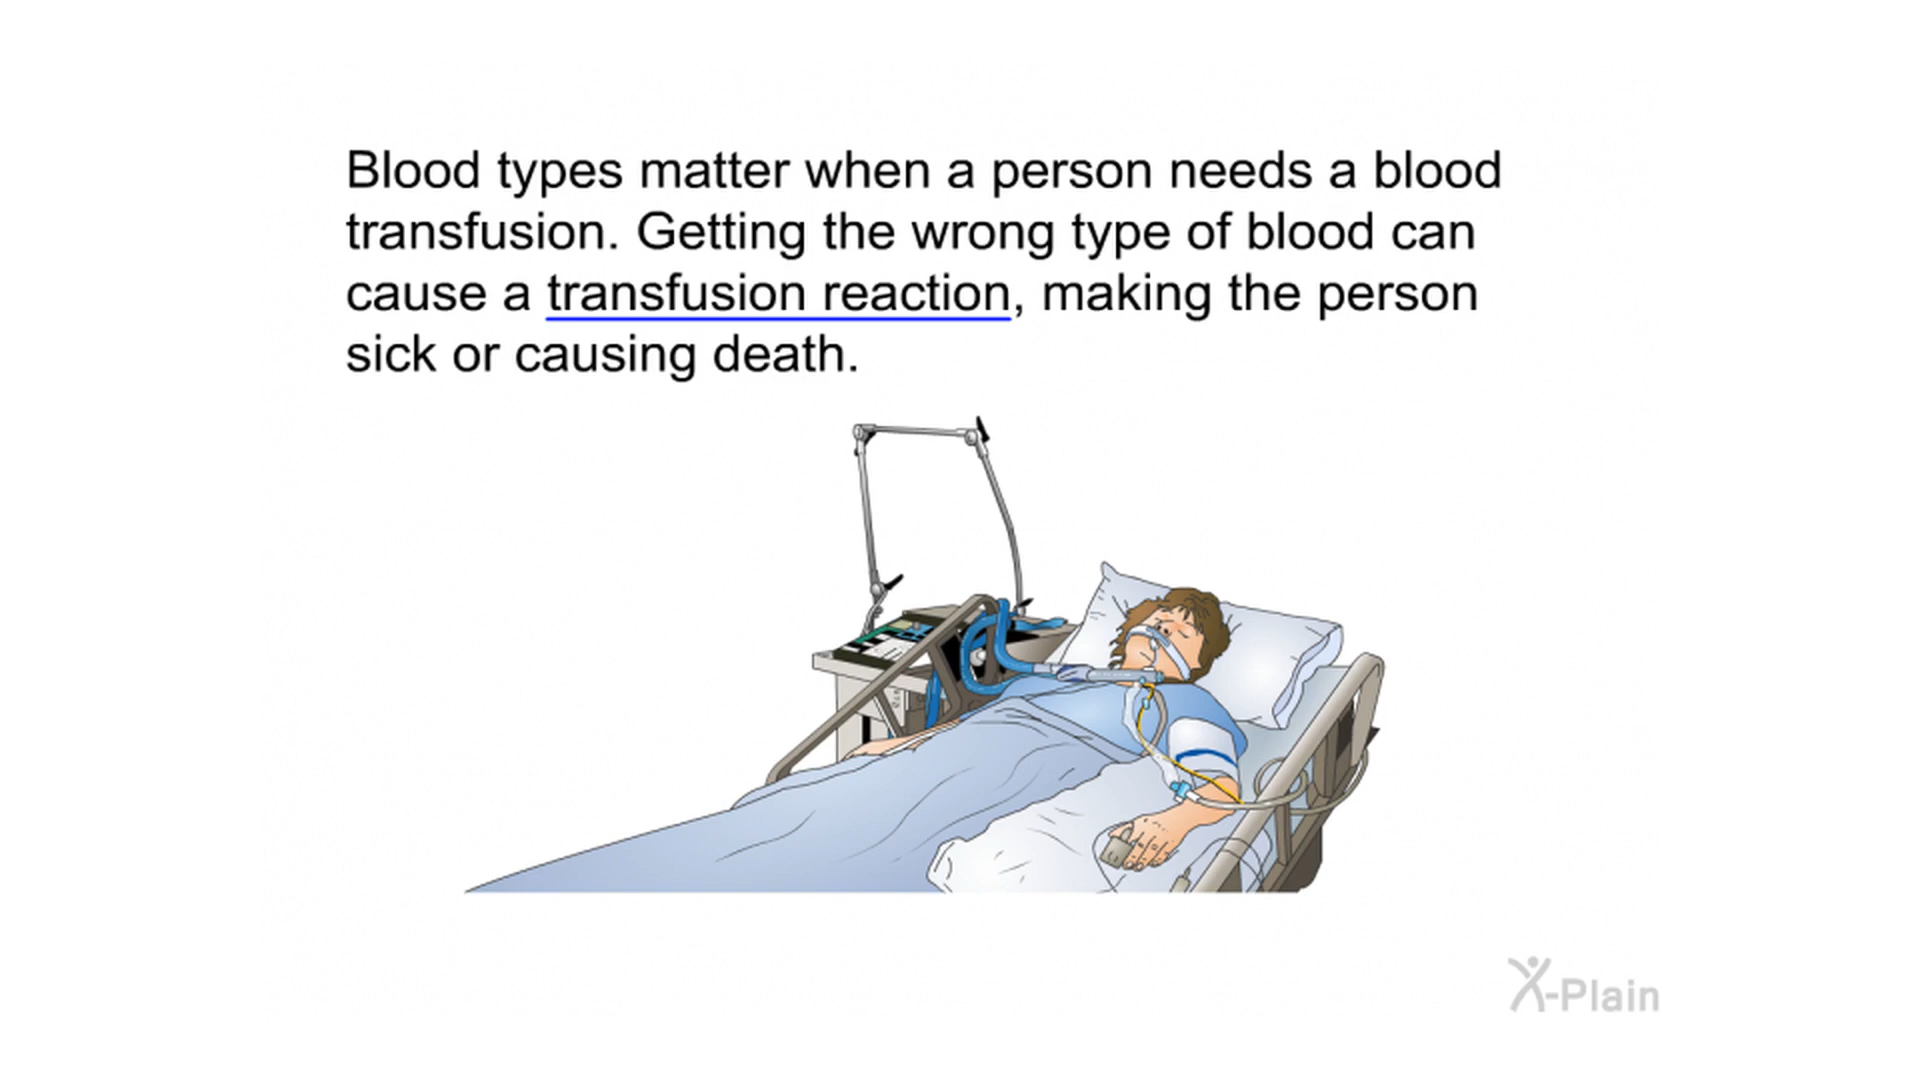 Blood types matter when a person needs a blood
transfusion. Getting the wrong type of blood can
cause a transfusion reaction, making the person
sick or causing death.
X-Plain